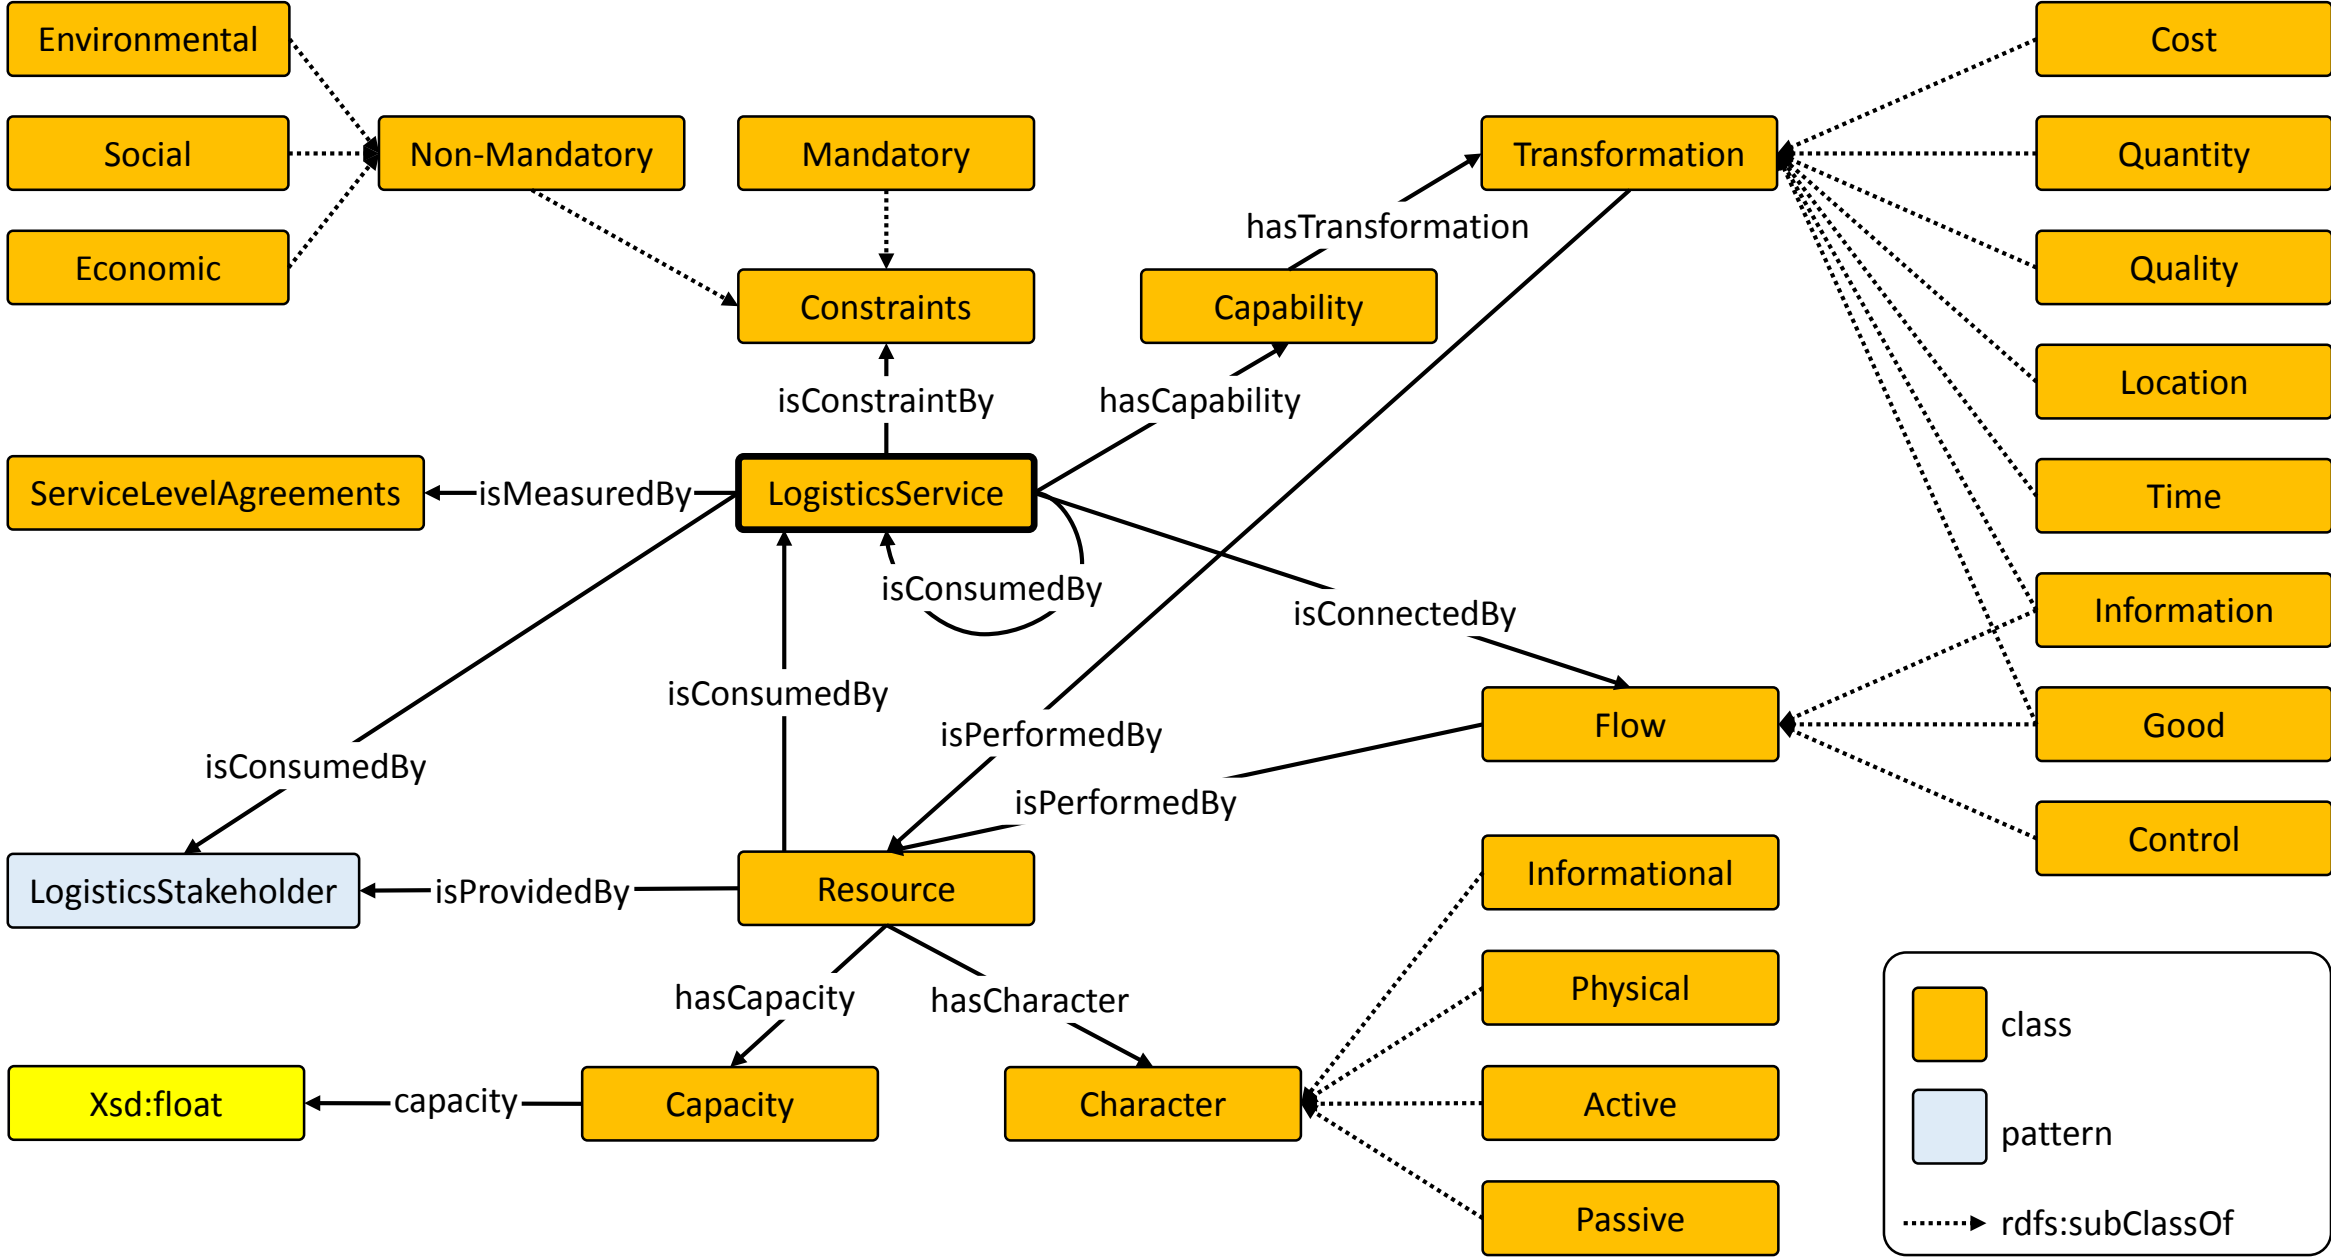 Environmental
Cost
Social
Non-Mandatory
Mandatory
Transformation
Quantity
hasTransformation
Economic
Quality
Constraints
Capability
Location
isConstraintBy
hasCapability
ServiceLevelAgreements
isMeasuredBy
LogisticsService
Time
isConsumedBy
isConnectedBy
Information
isConsumedBy
isPerformedBy
Flow
Good
isConsumedBy
isPerformedBy
Control
LogisticsStakeholder
isProvidedBy
Resource
Informational
hasCapacity
hasCharacter
Physical
class
Xsd:float
capacity
Capacity
Character
Active
pattern
Passive
rdfs:subClassOf